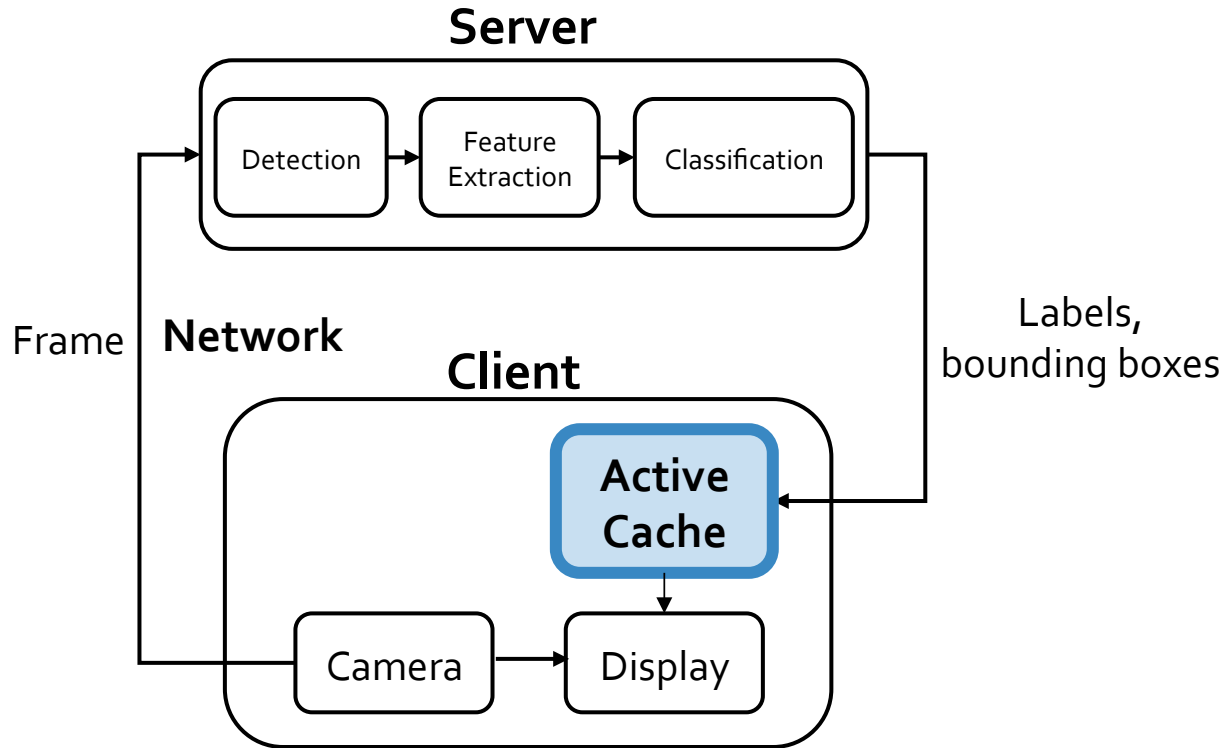 Server
Detection
Feature
Extraction
Classification
Frame
Network
Labels,
bounding boxes
Client
Active
Cache
Camera
Display